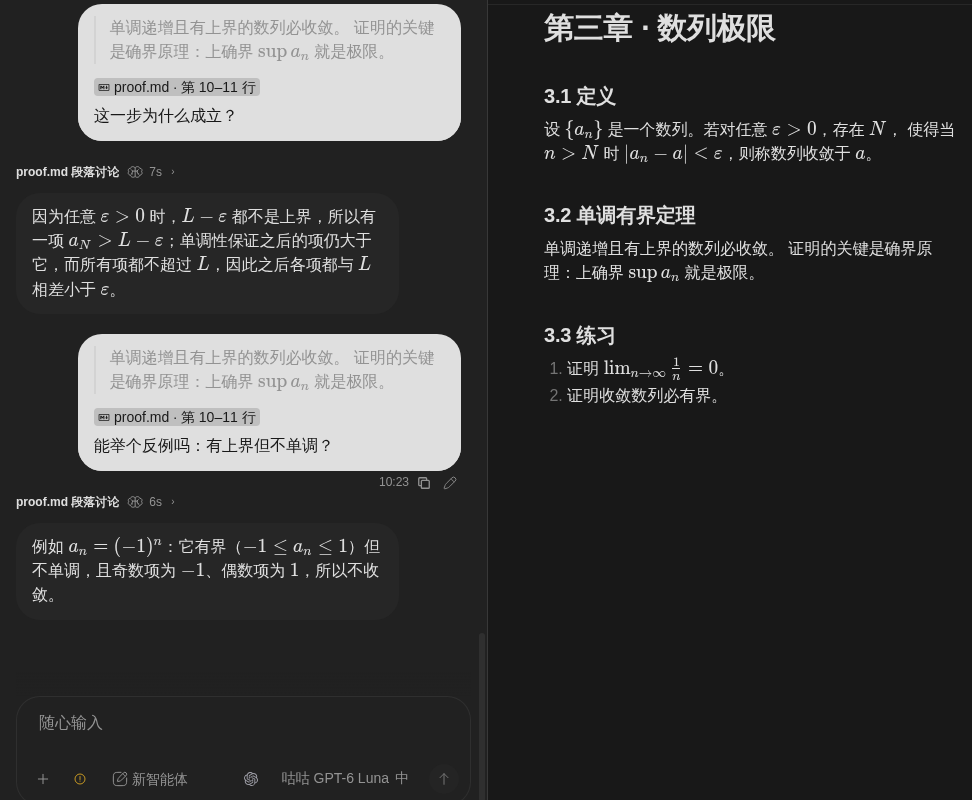 单调递增且有上界的数列必收敛。 证明的关键
是确界原理：上确界 sup aₙ 就是极限。
proof.md · 第 10–11 行
这一步为什么成立？
proof.md 段落讨论 7s ›
因为任意 ε > 0 时，L − ε 都不是上界，所以有
一项 a_N > L − ε；单调性保证之后的项仍大于
它，而所有项都不超过 L，因此之后各项都与 L
相差小于 ε。
单调递增且有上界的数列必收敛。 证明的关键
是确界原理：上确界 sup aₙ 就是极限。
proof.md · 第 10–11 行
能举个反例吗：有上界但不单调？
10:23
proof.md 段落讨论 6s ›
例如 aₙ = (−1)ⁿ：它有界（−1 ≤ aₙ ≤ 1）但
不单调，且奇数项为 −1、偶数项为 1，所以不收
敛。
随心输入
新智能体 咕咕 GPT-6 Luna 中
第三章 · 数列极限
3.1 定义
设 {aₙ} 是一个数列。若对任意 ε > 0，存在 N， 使得当
n > N 时 |aₙ − a| < ε，则称数列收敛于 a。
3.2 单调有界定理
单调递增且有上界的数列必收敛。 证明的关键是确界原
理：上确界 sup aₙ 就是极限。
3.3 练习
1. 证明 lim_{n→∞} 1/n = 0。
2. 证明收敛数列必有界。